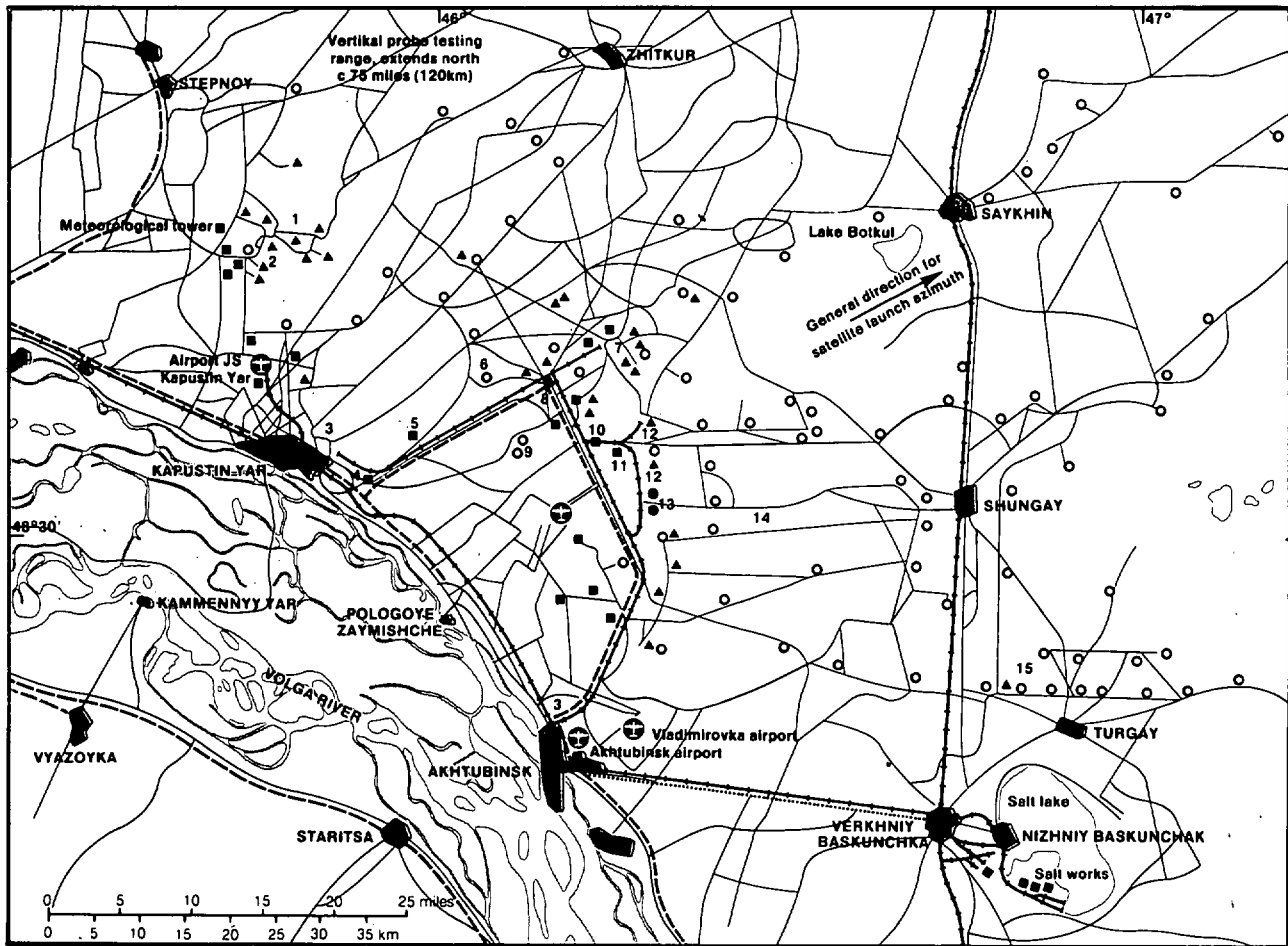 46°
47°
Vertikal probe testing
range, extends north
c 75 miles (120km)
ZHITKUR
STEPNOY
1
Meteorological tower
2
SAYKHIN
Lake Botkul
General direction for
satellite launch azimuth
Airport JS
Kapustin Yar
6
7
8
3
5
9
10
12
11
12
KAPUSTIN YAR
4
13
14
SHUNGAY
48°30'
KAMMENNYY YAR
POLOGOYE
ZAYMISHCHE
VOLGA RIVER
15
3
VYAZOYKA
Vladimirovka airport
Akhtubinsk airport
TURGAY
AKHTUBINSK
STARITSA
VERKHNIY
BASKUNCHKA
Salt lake
NIZHNIY BASKUNCHAK
Salt works
0 5 10 15 20 25 miles
0 5 10 15 20 25 30 35 km